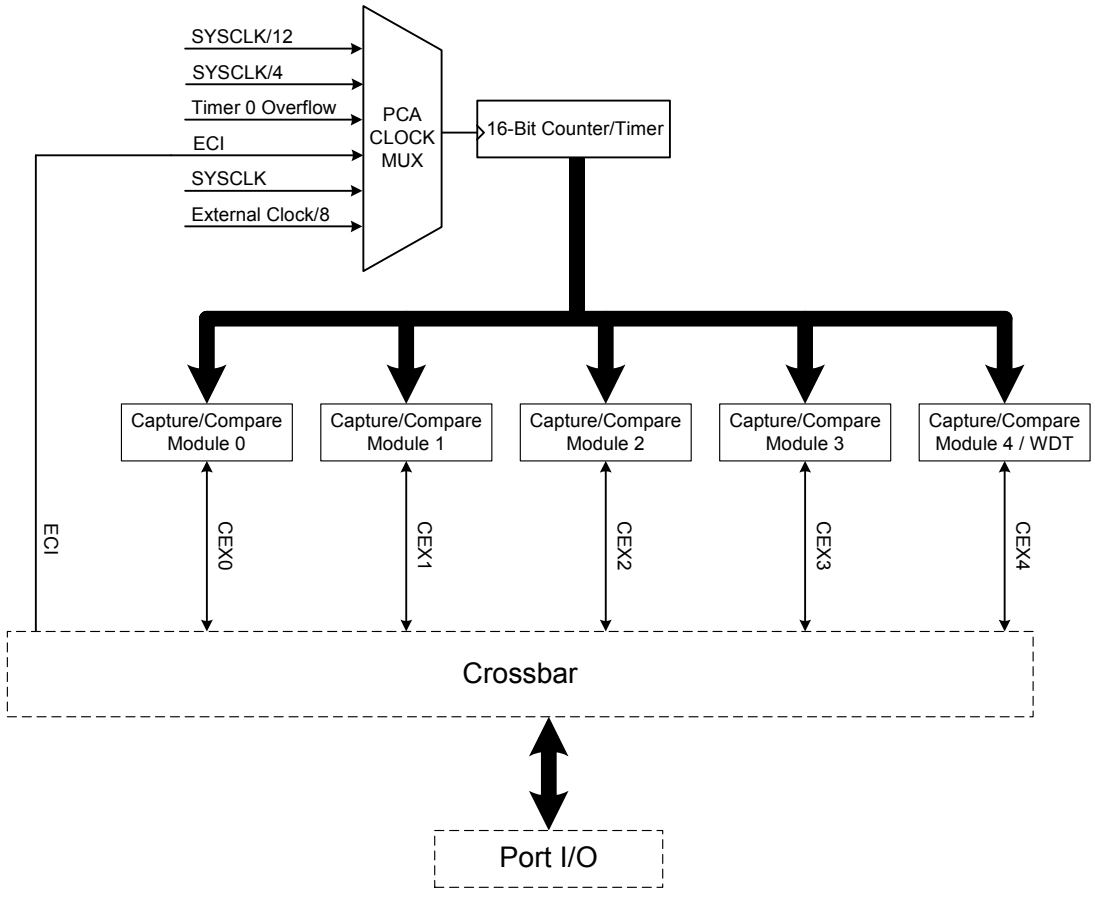 SYSCLK/12
SYSCLK/4
Timer 0 Overflow
ECI
SYSCLK
External Clock/8
PCA
CLOCK
MUX
16-Bit Counter/Timer
Capture/Compare
Module 0
Capture/Compare
Module 1
Capture/Compare
Module 2
Capture/Compare
Module 3
Capture/Compare
Module 4 / WDT
ECI
CEX0
CEX1
CEX2
CEX3
CEX4
Crossbar
Port I/O